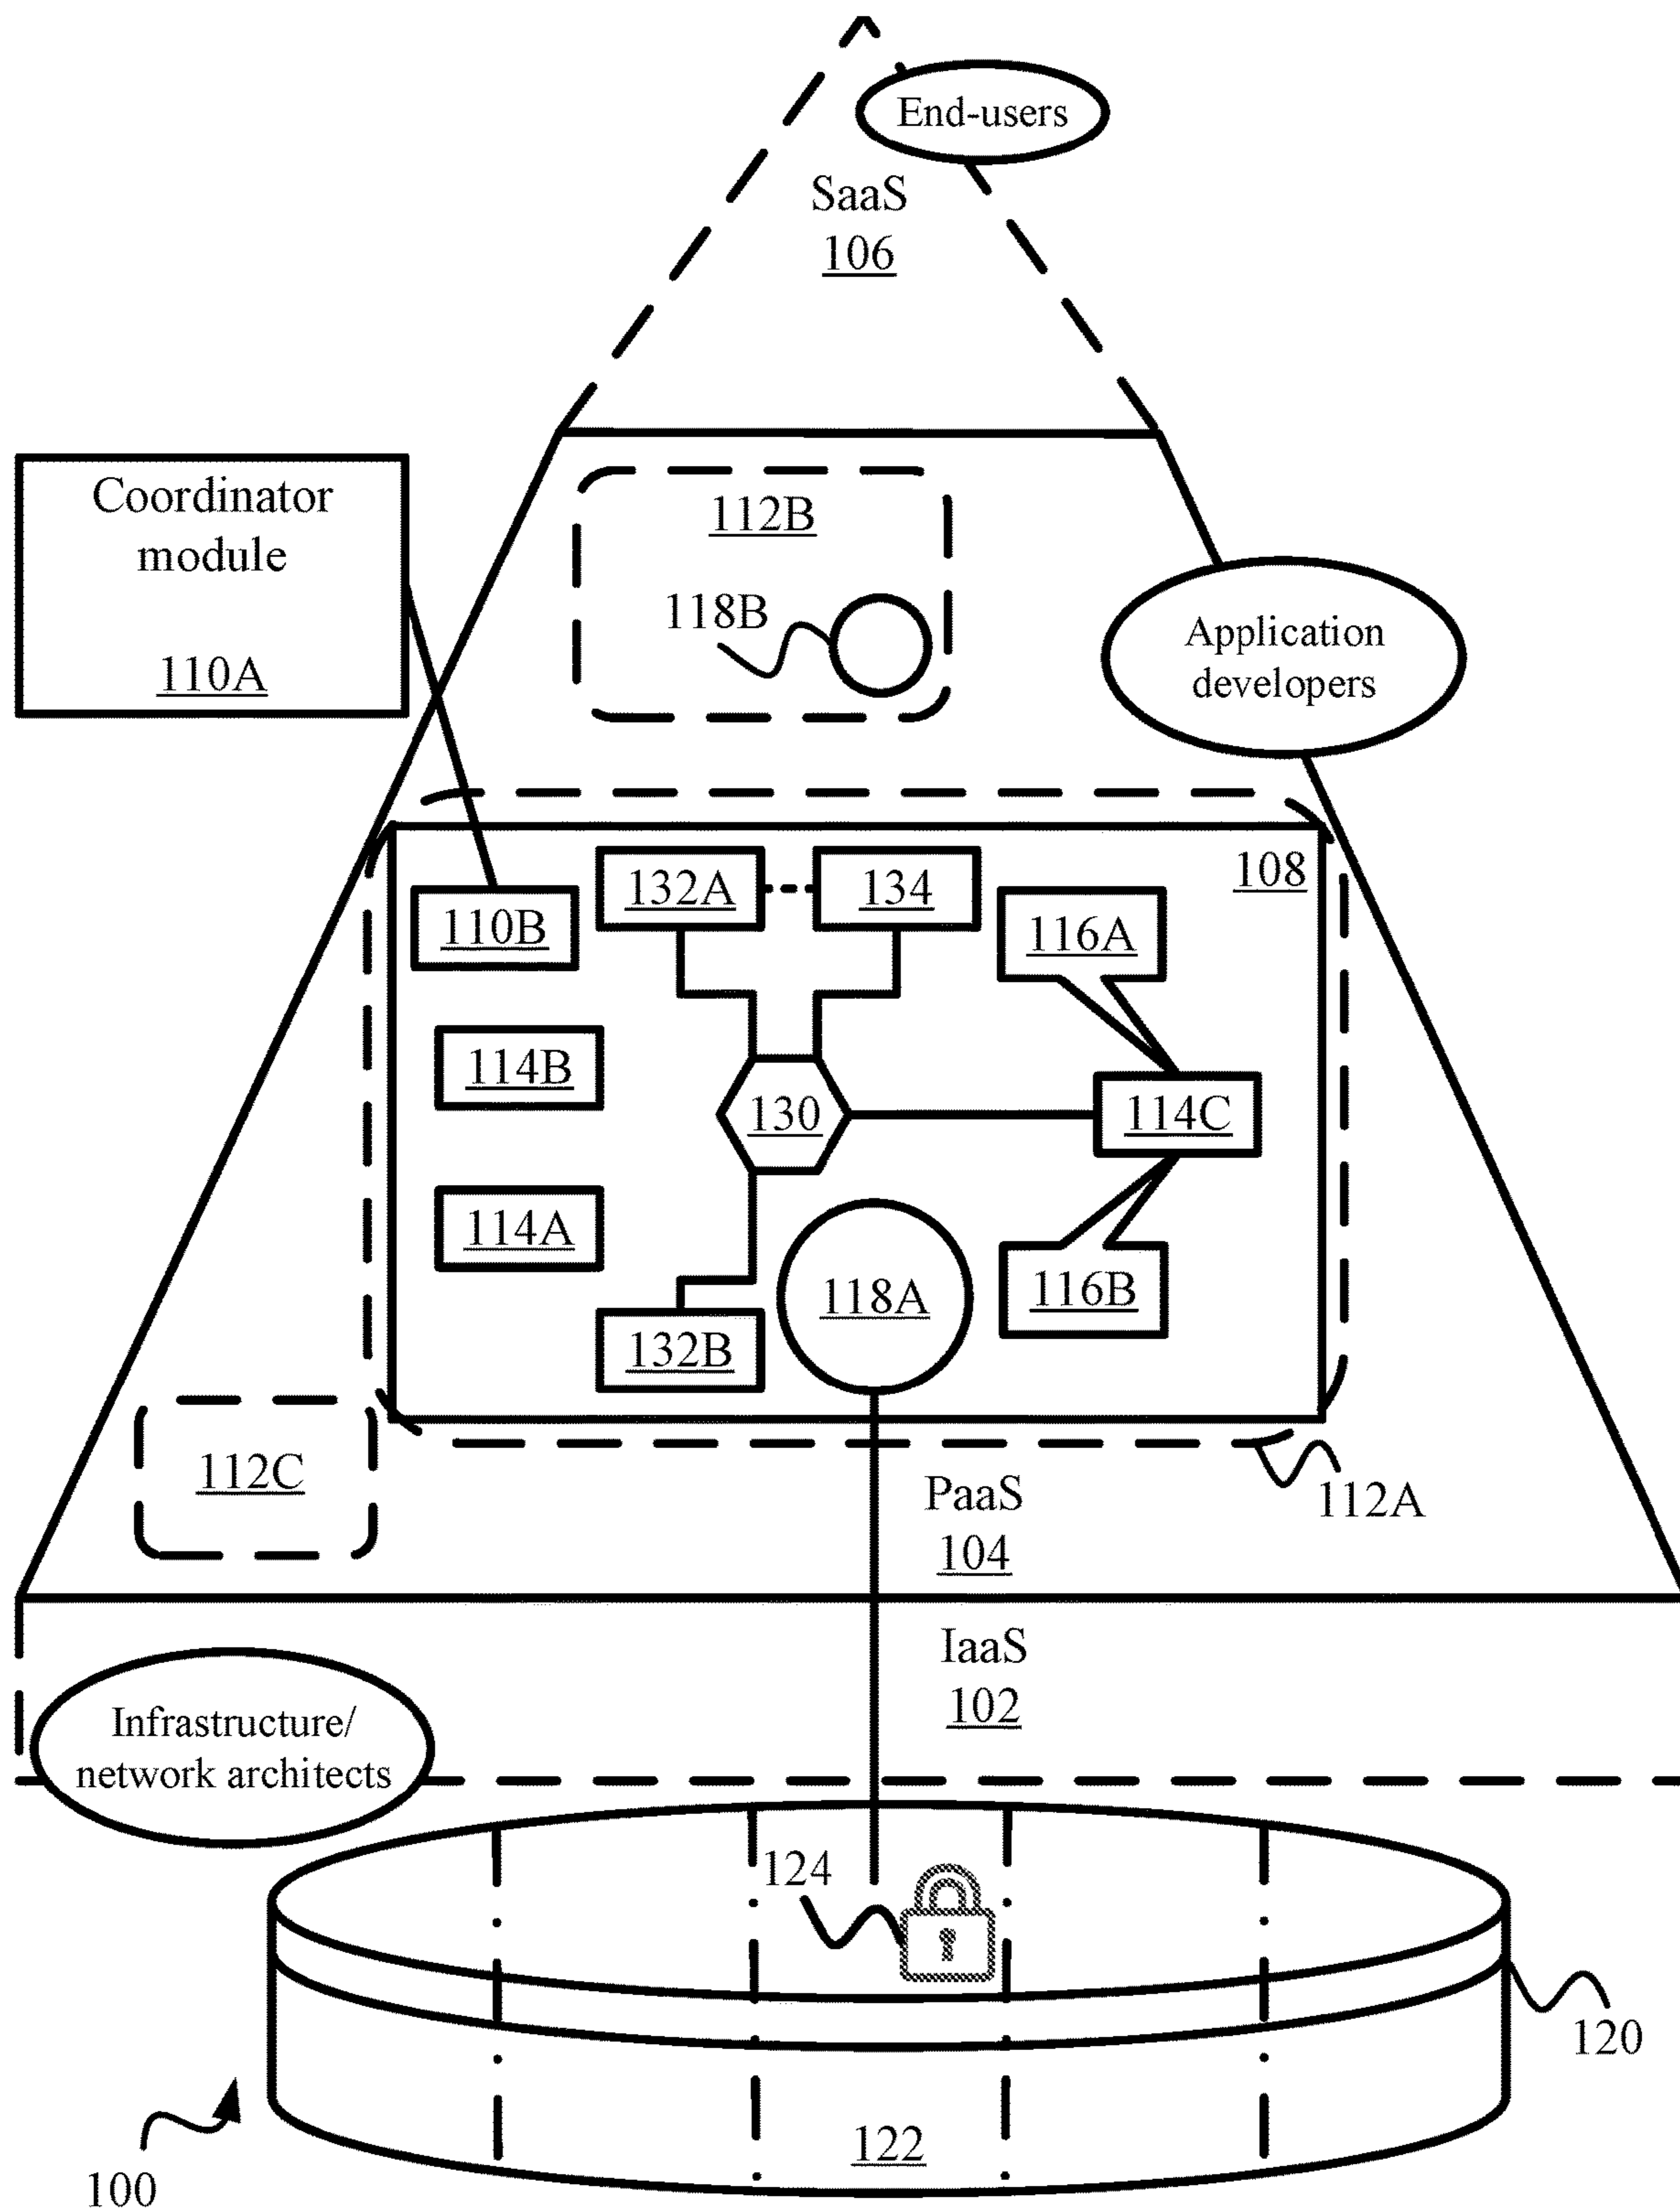 End-users
SaaS
106
Coordinator
module
110A
112B
118B
Application
developers
108
132A
134
110B
116A
114B
130
114C
114A
118A
116B
132B
112C
PaaS
104
112A
IaaS
102
Infrastructure/
network architects
124
120
122
100